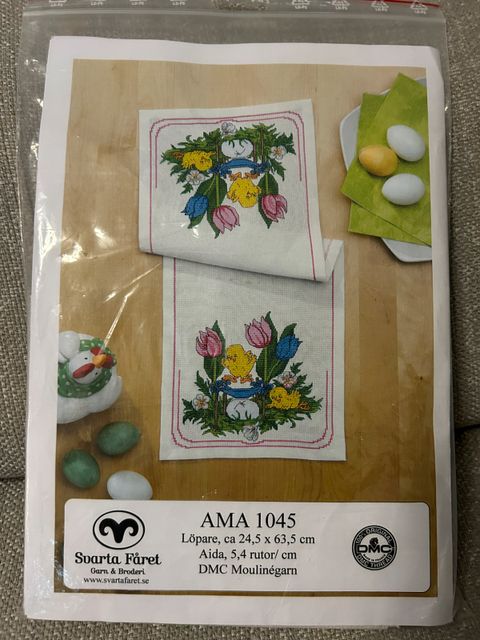 AMA 1045
Löpare, ca 24,5 x 63,5 cm
Aida, 5,4 rutor/ cm
DMC Moulinégarn
Svarta Fåret
Garn & Broderi
www.svartafaret.se
DMC